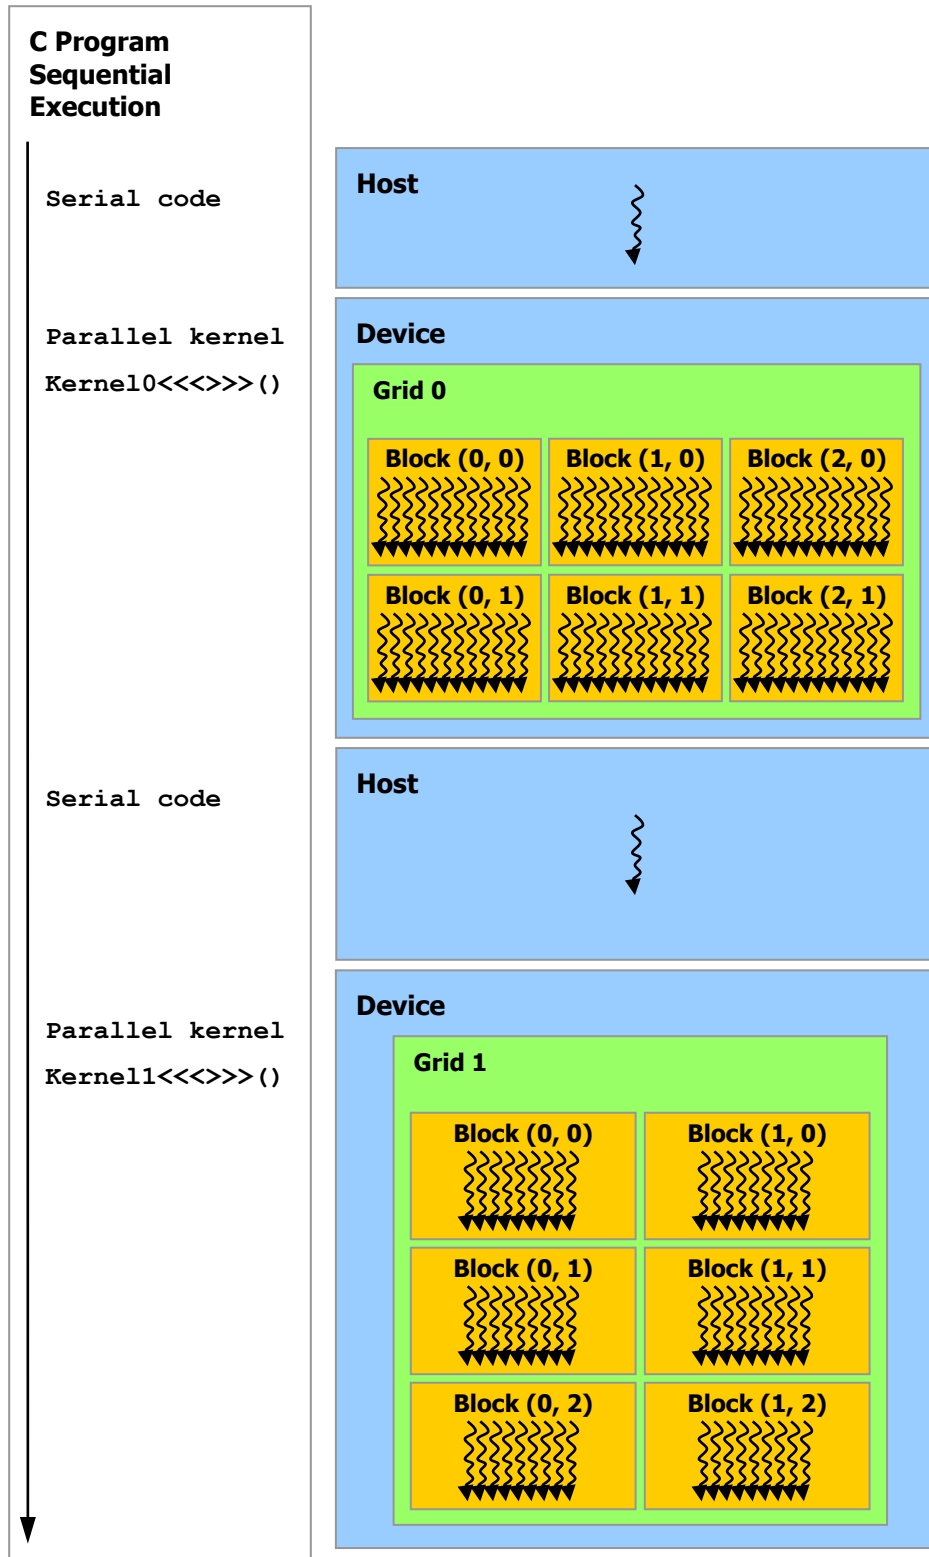 C Program
Sequential
Execution
Serial code
Host
Parallel kernel
Kernel0<<<>>>()
Device
Grid 0
Block (0, 0)
Block (1, 0)
Block (2, 0)
Block (0, 1)
Block (1, 1)
Block (2, 1)
Serial code
Host
Parallel kernel
Kernel1<<<>>>()
Device
Grid 1
Block (0, 0)
Block (1, 0)
Block (0, 1)
Block (1, 1)
Block (0, 2)
Block (1, 2)